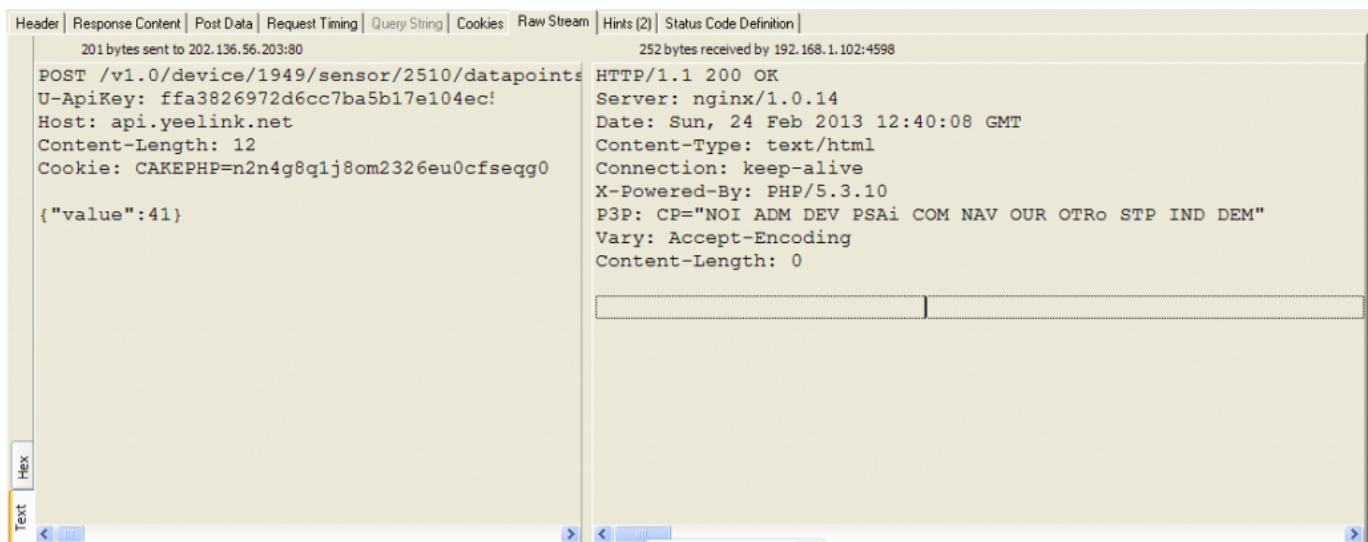 Header Response Content Post Data Request Timing Query String Cookies Raw Stream Hints (2) Status Code Definition
201 bytes sent to 202.136.56.203:80
POST /v1.0/device/1949/sensor/2510/datapoints
U-ApiKey: ffa3826972d6cc7ba5b17e104ec
Host: api.yeelink.net
Content-Length: 12
Cookie: CAKEPHP=n2n4g8q1j8om2326eu0cfseqg0
{"value":41}
252 bytes received by 192.168.1.102:4598
HTTP/1.1 200 OK
Server: nginx/1.0.14
Date: Sun, 24 Feb 2013 12:40:08 GMT
Content-Type: text/html
Connection: keep-alive
X-Powered-By: PHP/5.3.10
P3P: CP="NOI ADM DEV PSAi COM NAV OUR OTRo STP IND DEM"
Vary: Accept-Encoding
Content-Length: 0
Hex
Text